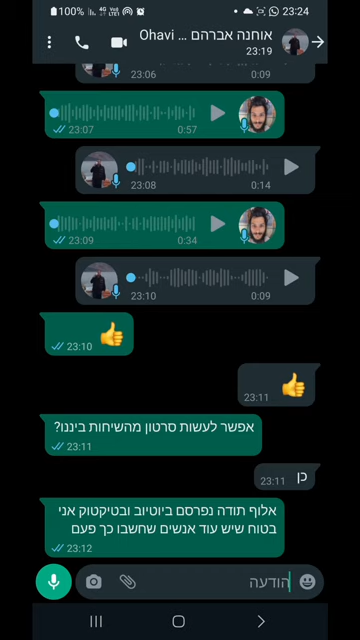 100% 23:24
אוחנה אברהם ... Ohavi
23:19
23:06 0:09
23:07 0:57
23:08 0:14
23:09 0:34
23:10 0:09
👍
23:10
👍
23:11
אפשר לעשות סרטון מהשיחות ביננו?
23:11
כן
23:11
אלוף תודה נפרסם ביוטיוב ובטיקטוק אני
בטוח שיש עוד אנשים שחשבו כך פעם
23:12
הודעה